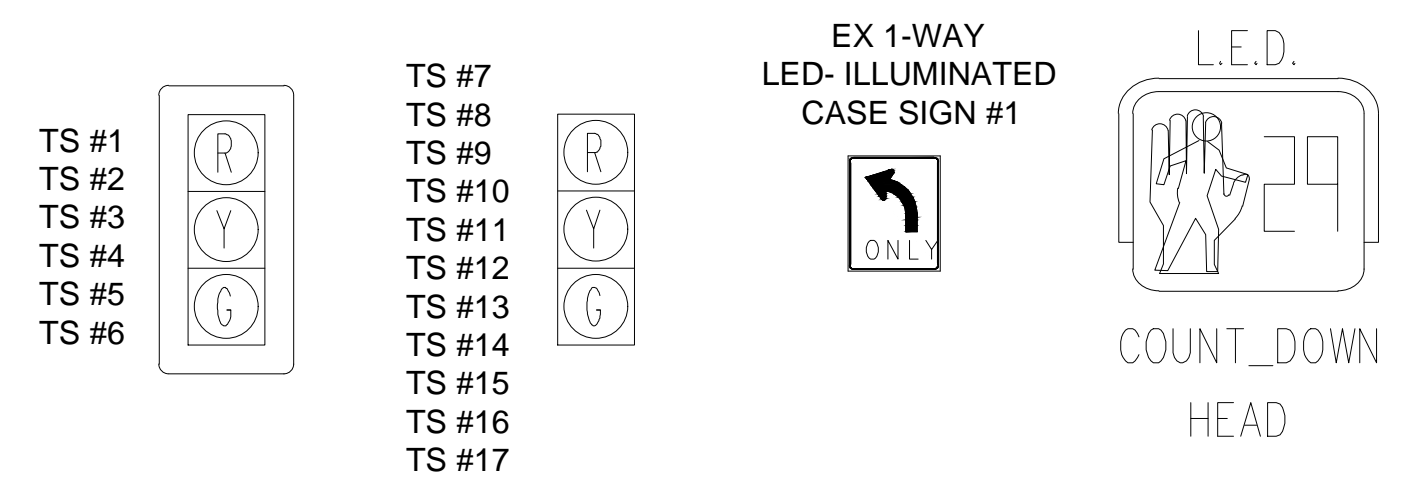 TS #1
TS #2
TS #3
TS #4
TS #5
TS #6
R
Y
G
TS #7
TS #8
TS #9
TS #10
TS #11
TS #12
TS #13
TS #14
TS #15
TS #16
TS #17
R
Y
G
EX 1-WAY
LED- ILLUMINATED
CASE SIGN #1
ONLY
L.E.D.
29
COUNT_DOWN
HEAD